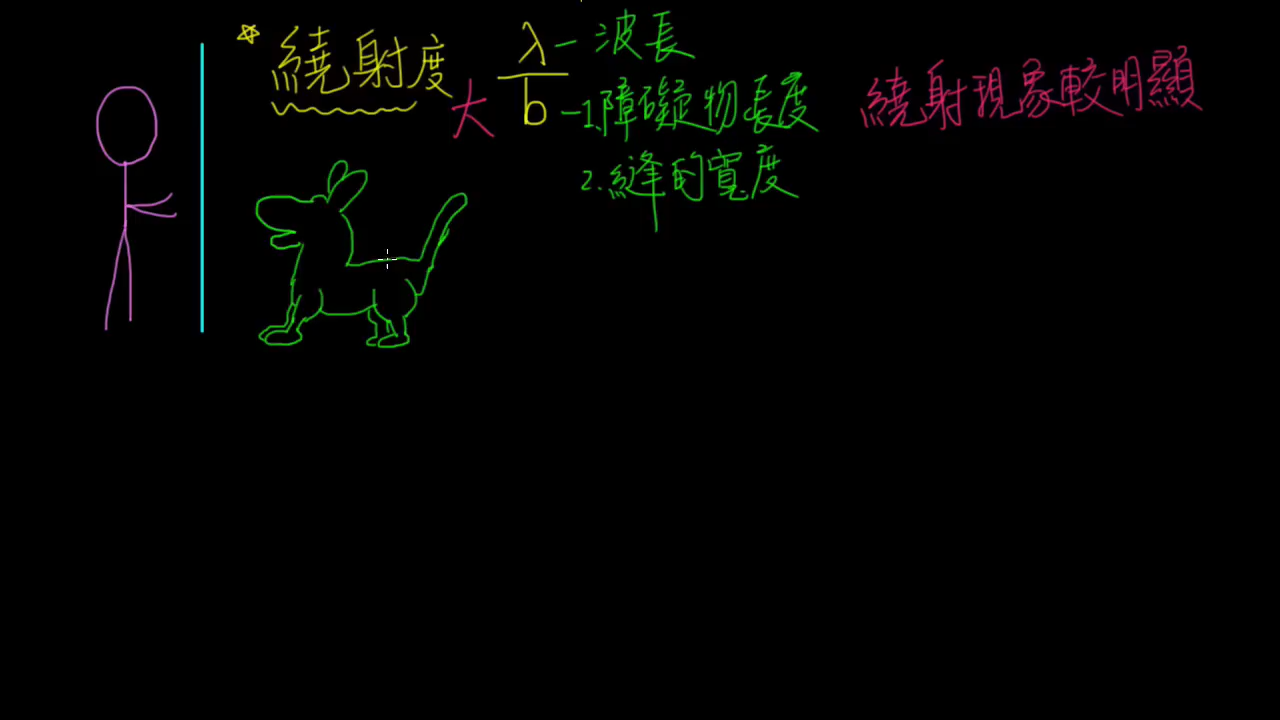 繞射度 大 λ/b
λ - 波長 繞射現象較明顯
b - 1.障礙物長度
2.縫的寬度